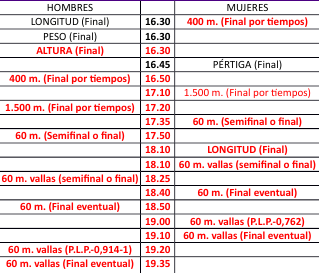 HOMBRES MUJERES
LONGITUD (Final) 16.30 400 m. (Final por tiempos)
PESO (Final) 16.30
ALTURA (Final) 16.30
16.45 PÉRTIGA (Final)
400 m. (Final por tiempos) 16.50
17.10 1.500 m. (Final por tiempos)
1.500 m. (Final por tiempos) 17.20
17.35 60 m. (Semifinal o final)
60 m. (Semifinal o final) 17.50
18.10 LONGITUD (Final)
18.10 60 m. vallas (semifinal o final)
60 m. vallas (semifinal o final) 18.25
18.40 60 m. (Final eventual)
60 m. (Final eventual) 18.50
19.00 60 m. vallas (P.L.P.-0,762)
19.10 60 m. vallas (Final eventual)
60 m. vallas (P.L.P.-0,914-1) 19.20
60 m. vallas (Final eventual) 19.35